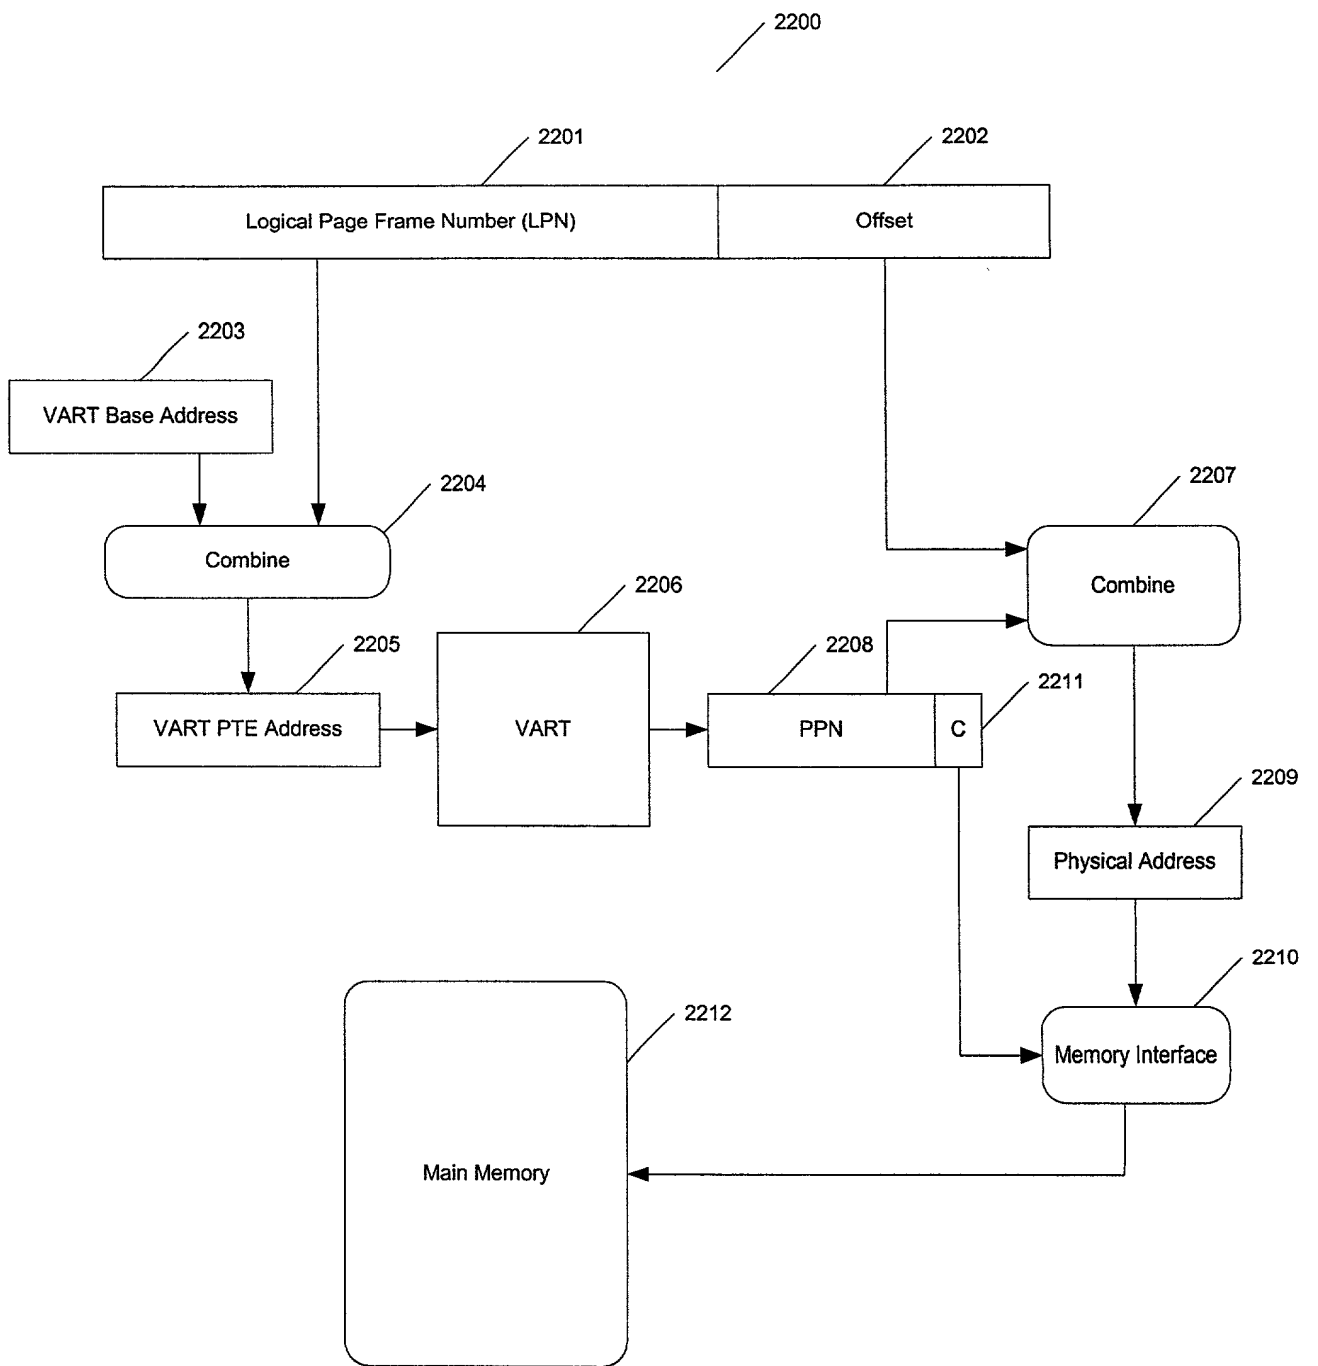 2200
2201
2202
Logical Page Frame Number (LPN)
Offset
2203
VART Base Address
2204
2207
Combine
Combine
2206
2205
2208
2211
VART PTE Address
VART
PPN
C
2209
Physical Address
2210
2212
Memory Interface
Main Memory